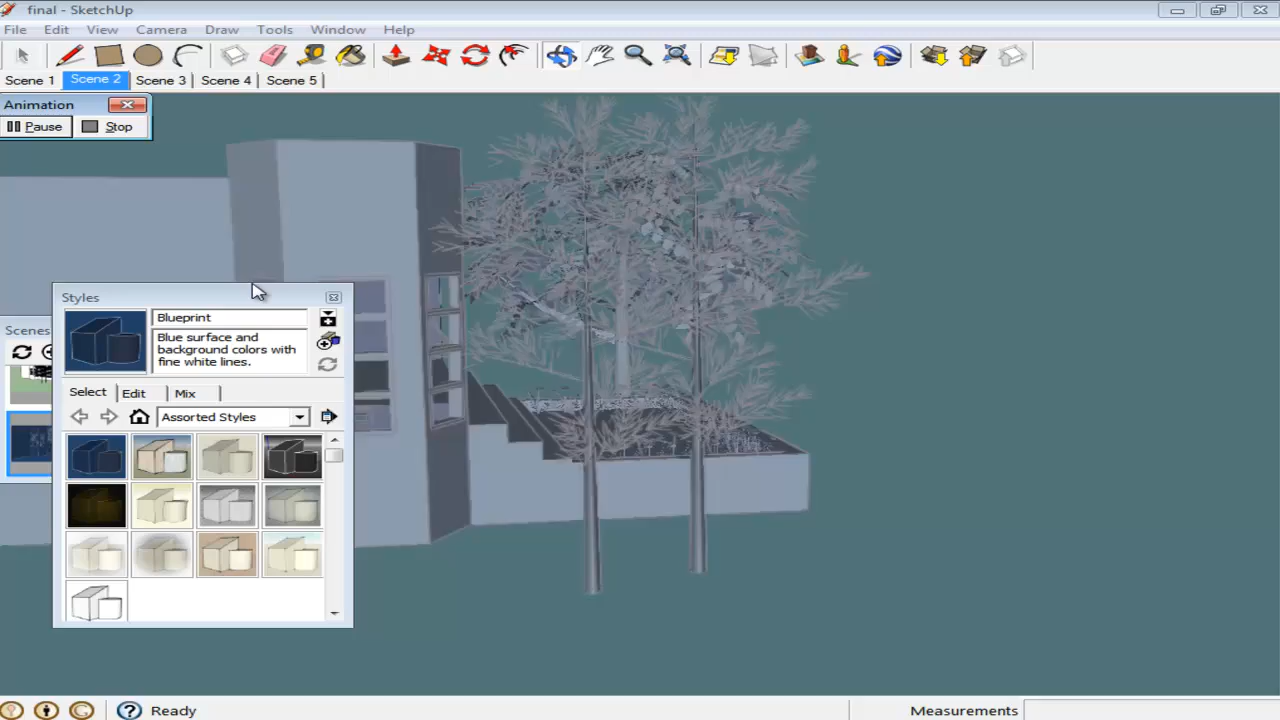 final - SketchUp
File Edit View Camera Draw Tools Window Help
Scene 1 Scene 2 Scene 3 Scene 4 Scene 5
Animation
Pause Stop
Styles
Blueprint
Scenes
Blue surface and
background colors with
fine white lines.
Select Edit Mix
Assorted Styles
Ready
Measurements